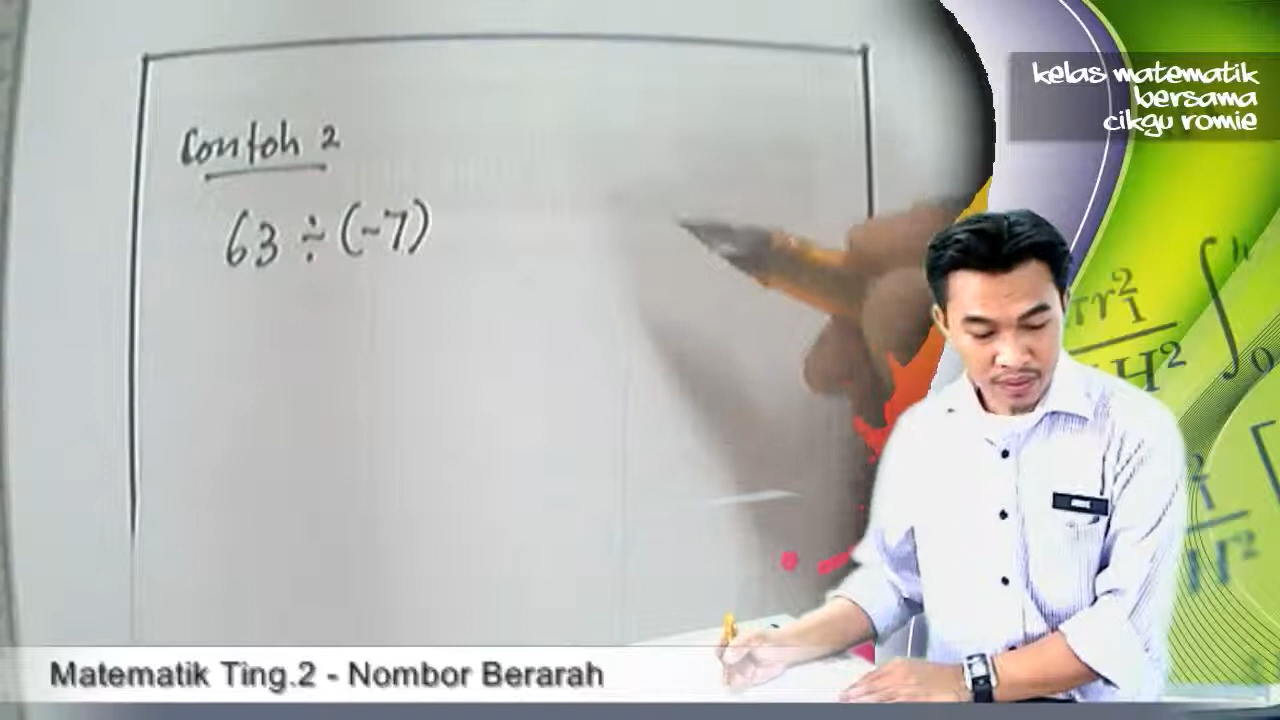 Contoh 2
63 ÷ (-7)
kelas matematik
bersama
cikgu romie
Matematik Ting.2 - Nombor Berarah